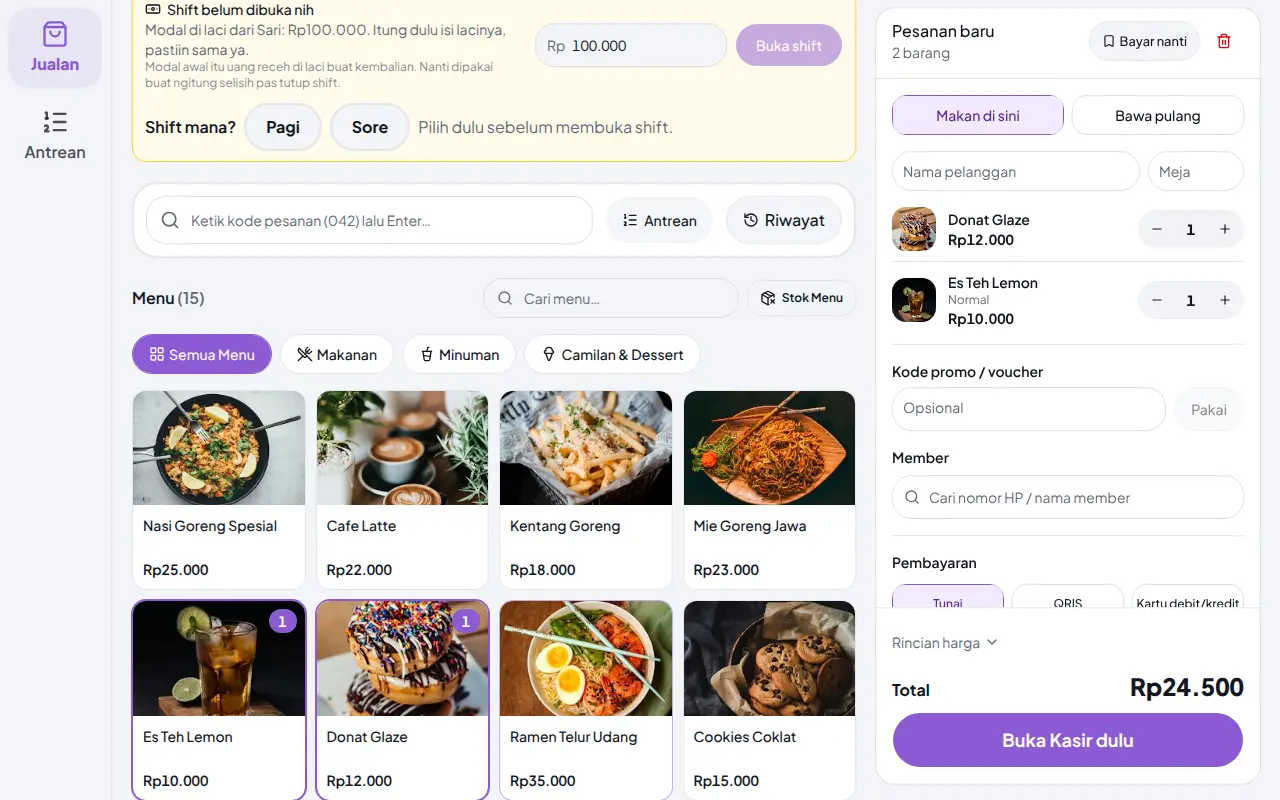 Jualan
Antrean
Shift belum dibuka nih
Modal di laci dari Sari: Rp100.000. Itung dulu isi lacinya,
pastiin sama ya.
Modal awal itu uang receh di laci buat kembalian. Nanti dipakai
buat ngitung selisih pas tutup shift.
Rp 100.000
Buka shift
Shift mana?
Pagi
Sore
Pilih dulu sebelum membuka shift.
Ketik kode pesanan (042) lalu Enter...
Antrean
Riwayat
Menu (15)
Cari menu...
Stok Menu
Semua Menu
Makanan
Minuman
Camilan & Dessert
Nasi Goreng Spesial
Rp25.000
Cafe Latte
Rp22.000
Kentang Goreng
Rp18.000
Mie Goreng Jawa
Rp23.000
1
Es Teh Lemon
Rp10.000
1
Donat Glaze
Rp12.000
Ramen Telur Udang
Rp35.000
Cookies Coklat
Rp15.000
Pesanan baru
2 barang
Bayar nanti
Makan di sini
Bawa pulang
Nama pelanggan
Meja
Donat Glaze
Rp12.000
− 1 +
Es Teh Lemon
Normal
Rp10.000
− 1 +
Kode promo / voucher
Opsional
Pakai
Member
Cari nomor HP / nama member
Pembayaran
Tunai
QRIS
Kartu debit/kredit
Rincian harga
Total
Rp24.500
Buka Kasir dulu